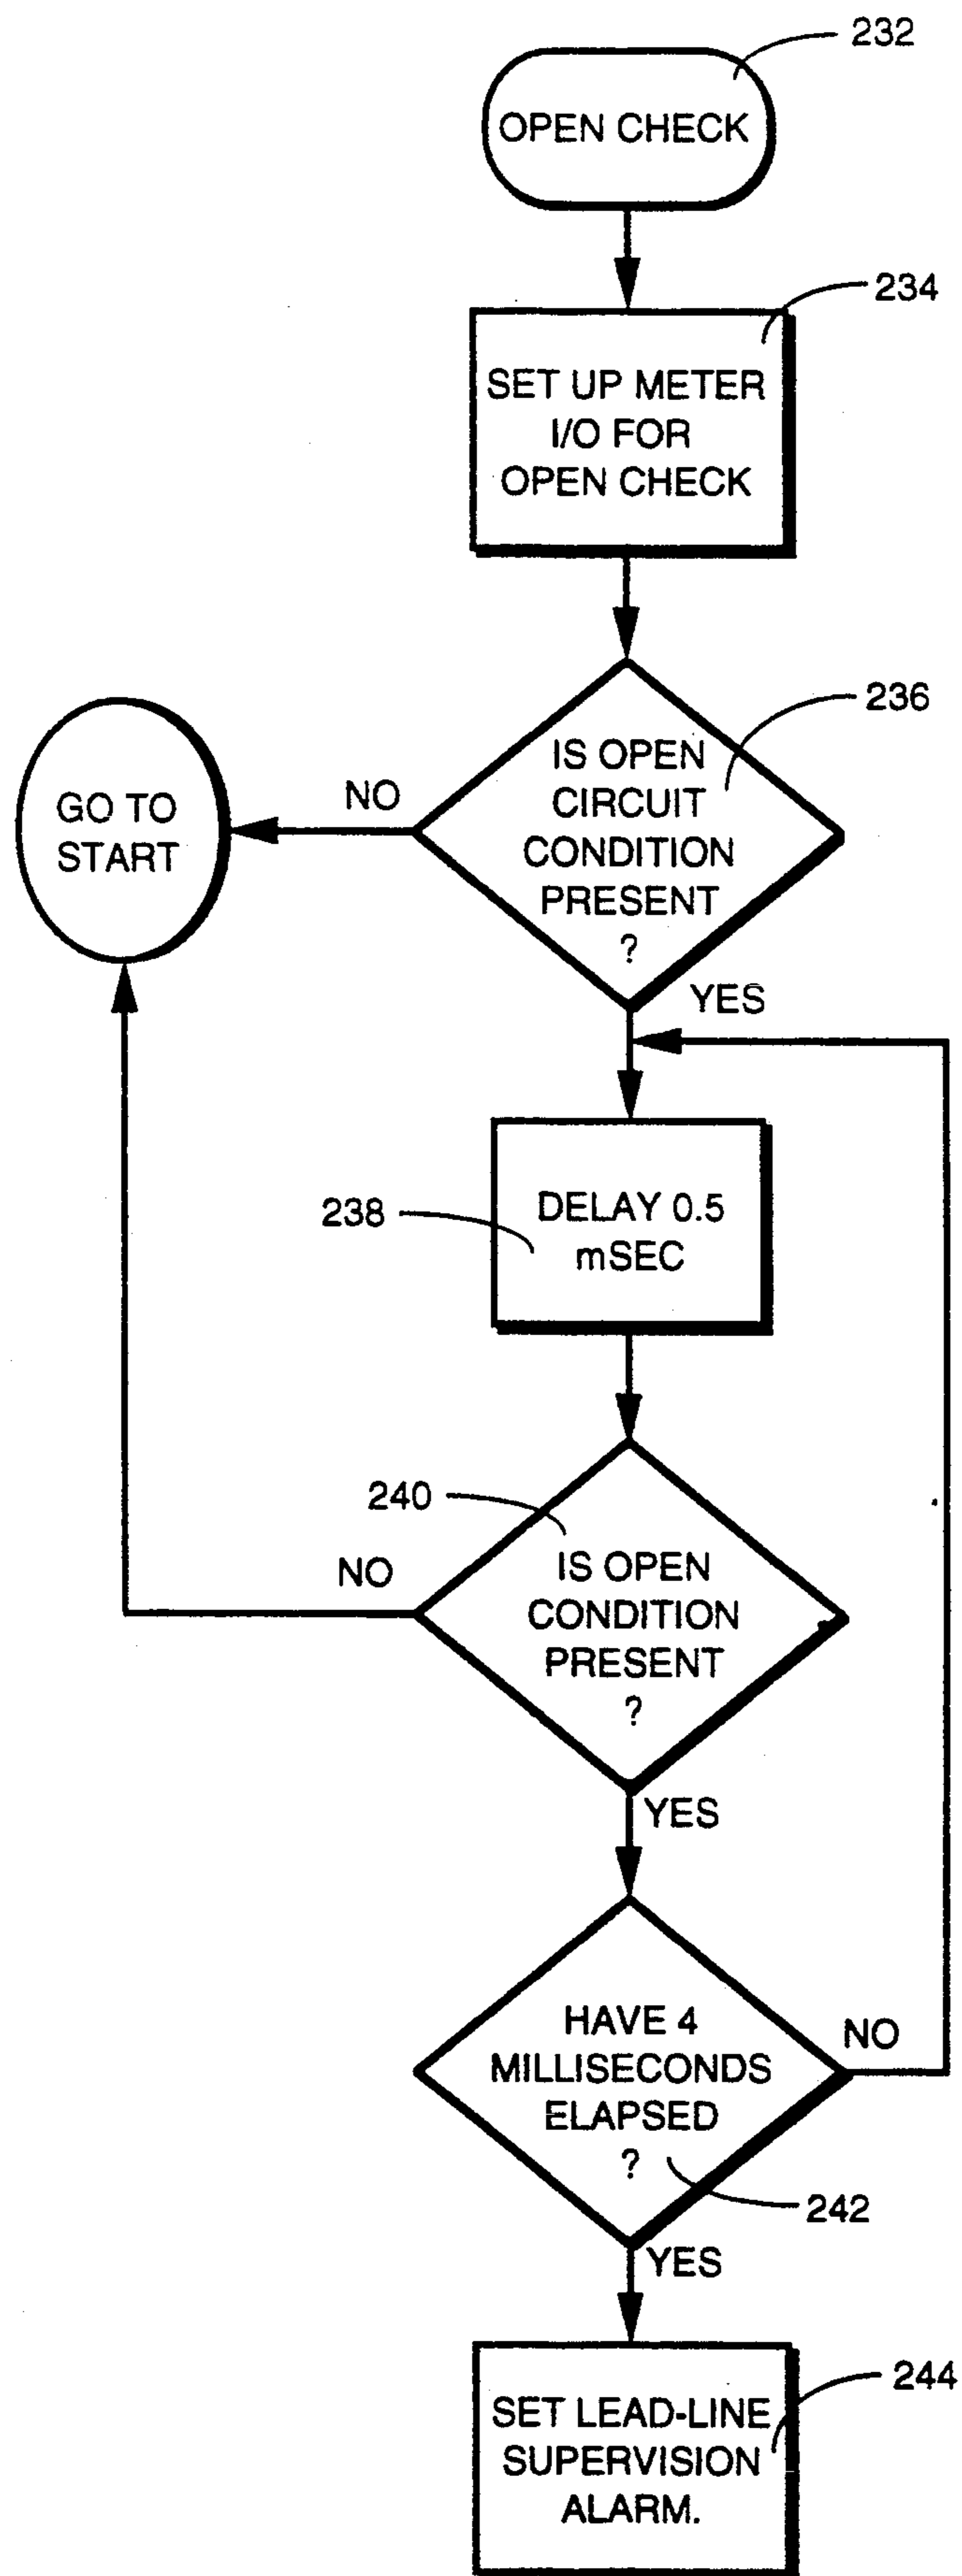 232
OPEN CHECK
234
SET UP METER
I/O FOR
OPEN CHECK
236
IS OPEN
CIRCUIT
CONDITION
PRESENT
?
NO
GO TO
START
YES
238
DELAY 0.5
mSEC
240
NO
IS OPEN
CONDITION
PRESENT
?
YES
HAVE 4
MILLISECONDS
ELAPSED
?
NO
242
YES
244
SET LEAD-LINE
SUPERVISION
ALARM.